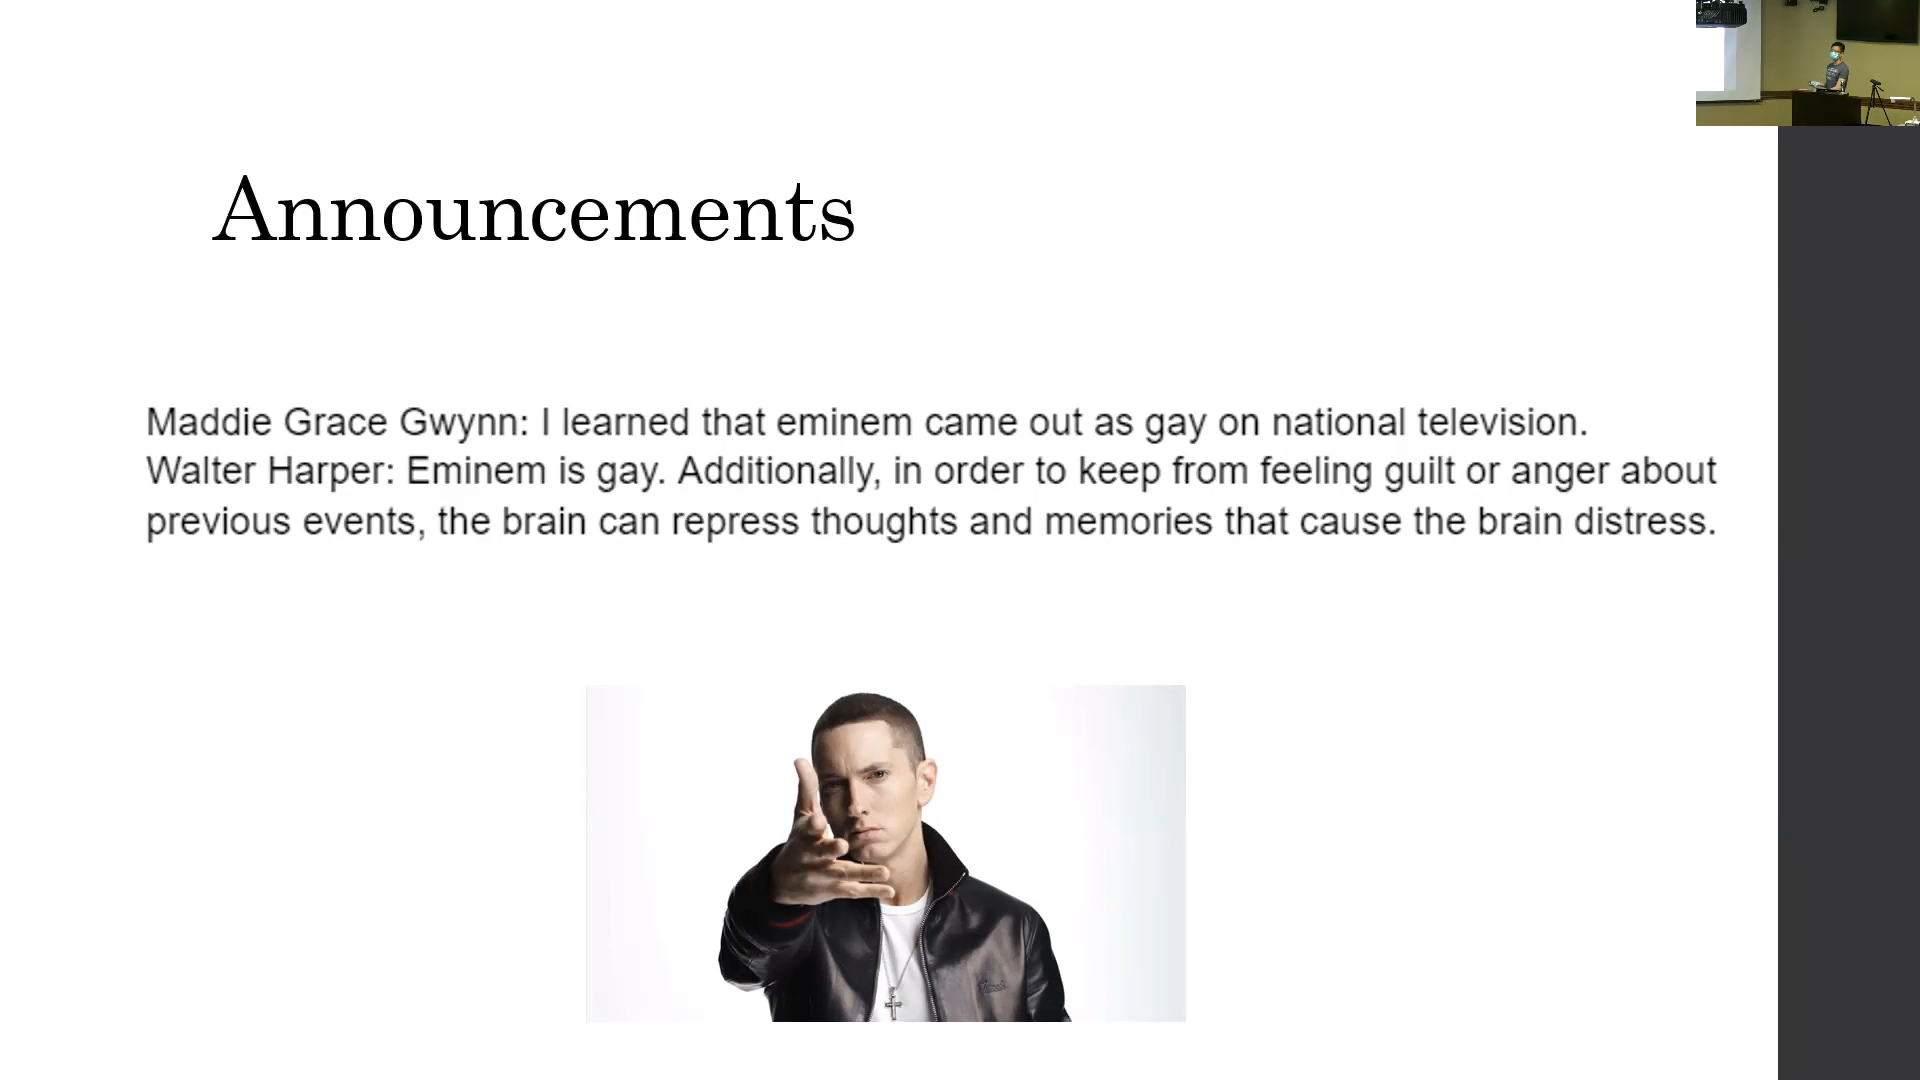 Announcements
Maddie Grace Gwynn: I learned that eminem came out as gay on national television.
Walter Harper: Eminem is gay. Additionally, in order to keep from feeling guilt or anger about
previous events, the brain can repress thoughts and memories that cause the brain distress.